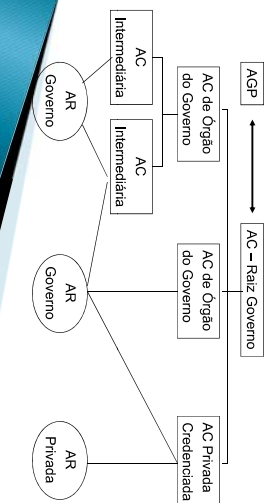 AGP
AC – Raiz Governo
AC de Órgão
do Governo
AC de Órgão
do Governo
AC Privada
Credenciada
AC
Intermediária
AC
Intermediária
AR
Governo
AR
Governo
AR
Privada